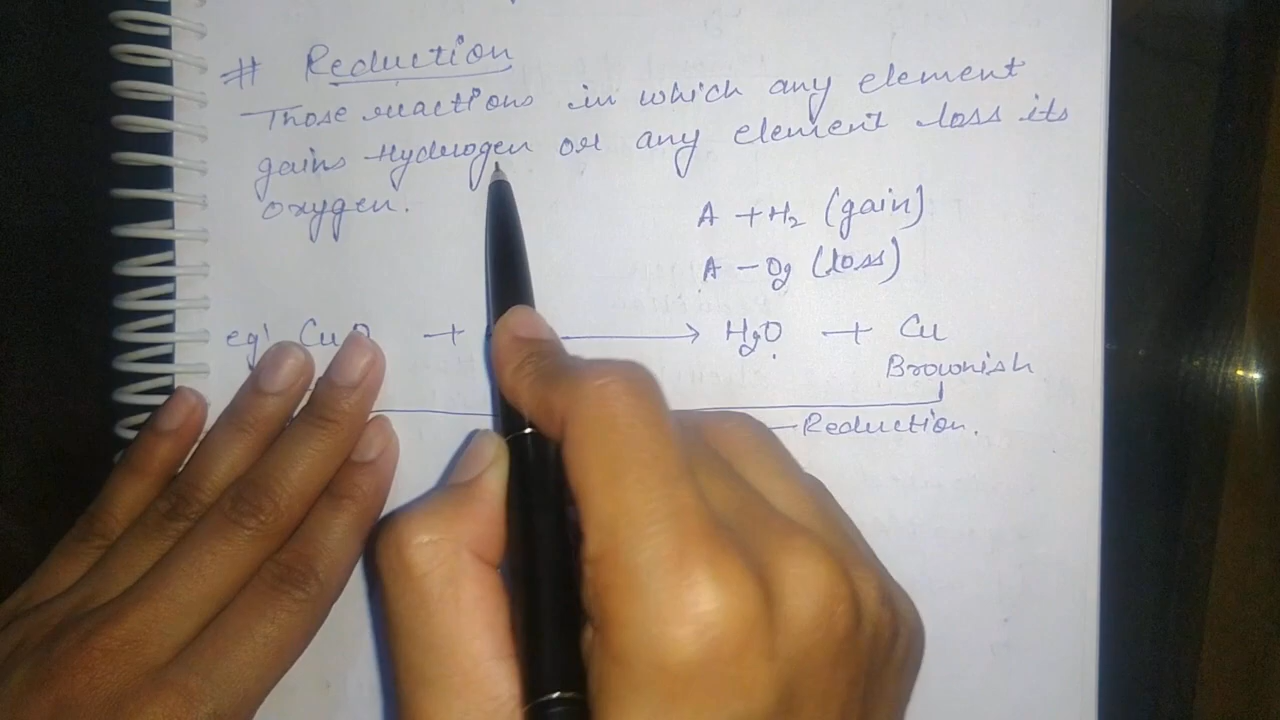 # Reduction
Those reactions in which any element
gains Hydrogen or any element loss its
oxygen.
A + H2 (gain)
A - O2 (loss)
eg! CuO + → H2O + Cu
Brownish
Reduction.